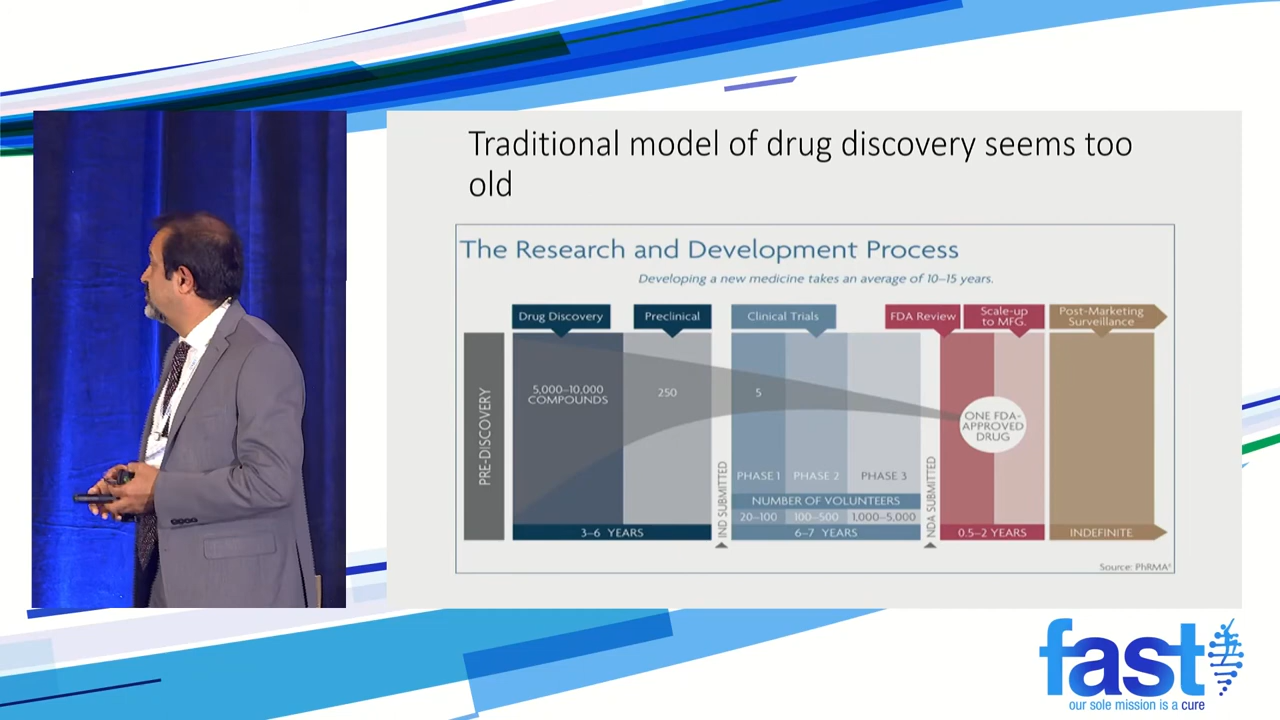 Traditional model of drug discovery seems too
old
The Research and Development Process
Developing a new medicine takes an average of 10–15 years.
Drug Discovery
Preclinical
Clinical Trials
FDA Review
Scale-up
to MFG.
Post-Marketing
Surveillance
PRE-DISCOVERY
5,000–10,000
COMPOUNDS
250
5
ONE FDA-
APPROVED
DRUG
IND SUBMITTED
PHASE 1
PHASE 2
PHASE 3
NDA SUBMITTED
NUMBER OF VOLUNTEERS
20–100
100–500
1,000–5,000
3–6 YEARS
6–7 YEARS
0.5–2 YEARS
INDEFINITE
Source: PhRMA⁶
fast
our sole mission is a cure